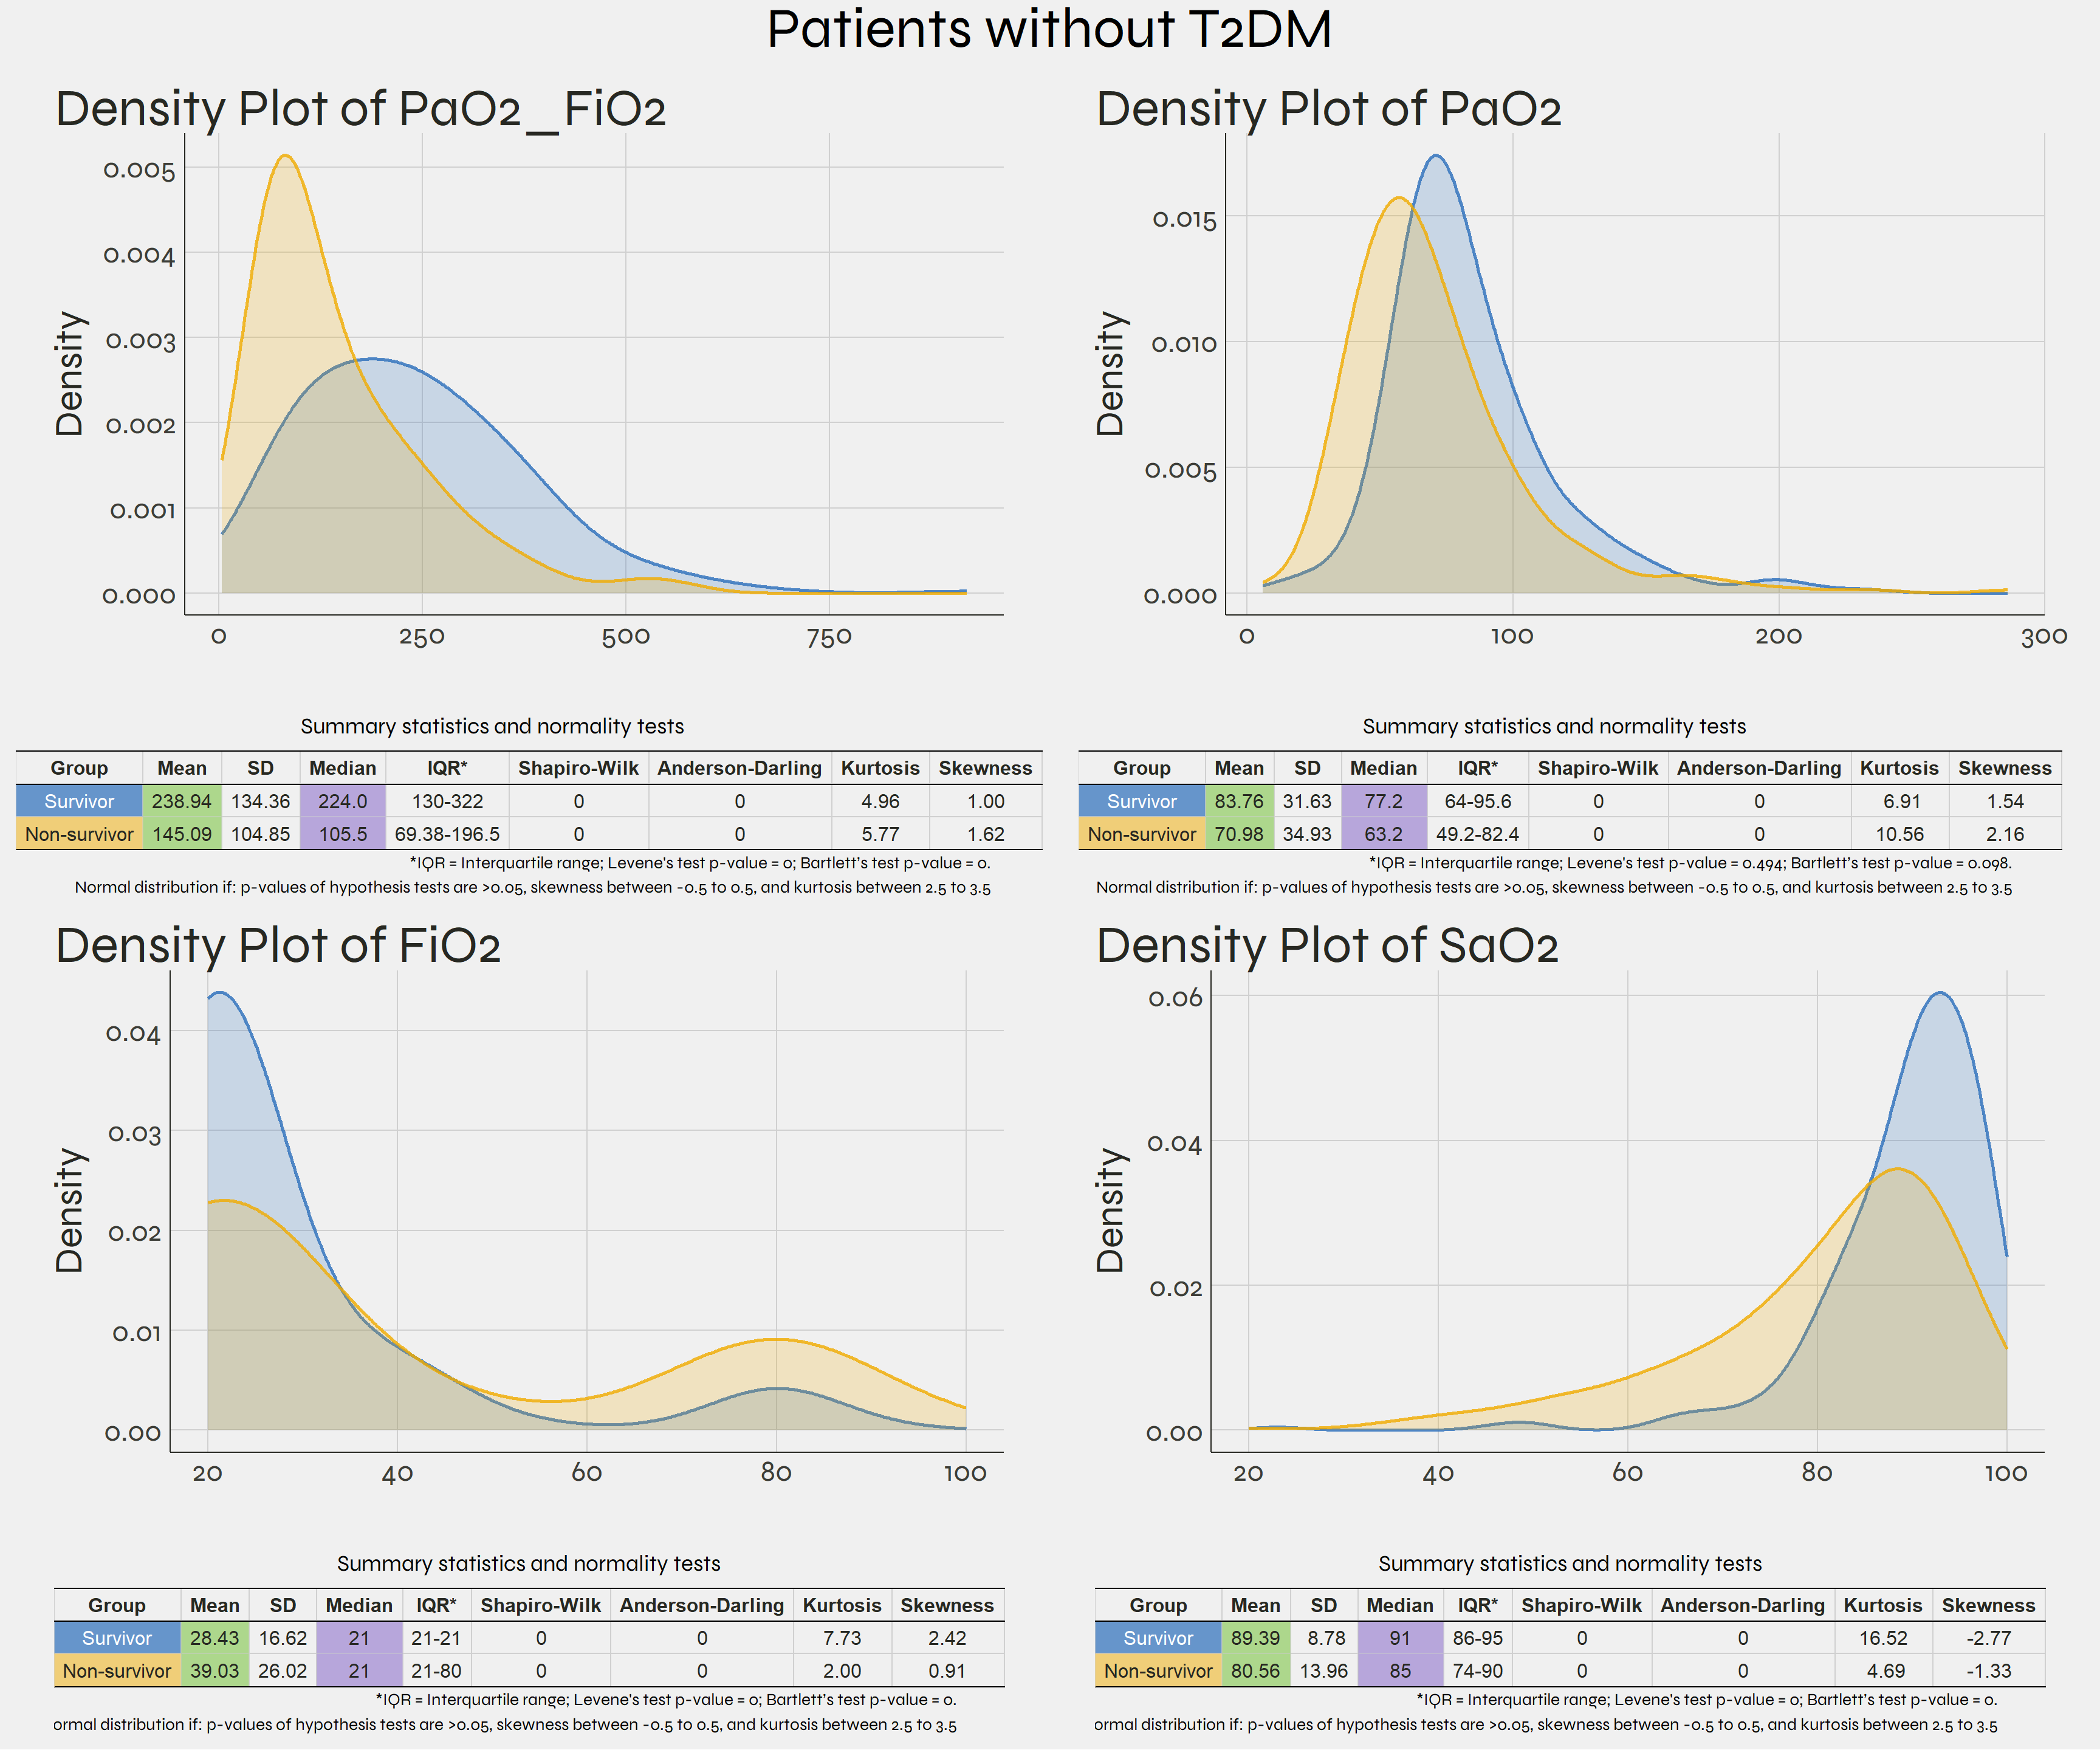 Patients without T2DM
Density Plot of PaO2_FiO2
Density
0.005
0.004
0.003
0.002
0.001
0.000
0 250 500 750
Summary statistics and normality tests
Group Mean SD Median IQR* Shapiro-Wilk Anderson-Darling Kurtosis Skewness
Survivor 238.94 134.36 224.0 130-322 0 0 4.96 1.00
Non-survivor 145.09 104.85 105.5 69.38-196.5 0 0 5.77 1.62
*IQR = Interquartile range; Levene's test p-value = 0; Bartlett's test p-value = 0.
Normal distribution if: p-values of hypothesis tests are >0.05, skewness between -0.5 to 0.5, and kurtosis between 2.5 to 3.5
Density Plot of PaO2
Density
0.015
0.010
0.005
0.000
0 100 200 300
Summary statistics and normality tests
Group Mean SD Median IQR* Shapiro-Wilk Anderson-Darling Kurtosis Skewness
Survivor 83.76 31.63 77.2 64-95.6 0 0 6.91 1.54
Non-survivor 70.98 34.93 63.2 49.2-82.4 0 0 10.56 2.16
*IQR = Interquartile range; Levene's test p-value = 0.494; Bartlett's test p-value = 0.098.
Normal distribution if: p-values of hypothesis tests are >0.05, skewness between -0.5 to 0.5, and kurtosis between 2.5 to 3.5
Density Plot of FiO2
Density
0.04
0.03
0.02
0.01
0.00
20 40 60 80 100
Summary statistics and normality tests
Group Mean SD Median IQR* Shapiro-Wilk Anderson-Darling Kurtosis Skewness
Survivor 28.43 16.62 21 21-21 0 0 7.73 2.42
Non-survivor 39.03 26.02 21 21-80 0 0 2.00 0.91
*IQR = Interquartile range; Levene's test p-value = 0; Bartlett's test p-value = 0.
ormal distribution if: p-values of hypothesis tests are >0.05, skewness between -0.5 to 0.5, and kurtosis between 2.5 to 3.5
Density Plot of SaO2
Density
0.06
0.04
0.02
0.00
20 40 60 80 100
Summary statistics and normality tests
Group Mean SD Median IQR* Shapiro-Wilk Anderson-Darling Kurtosis Skewness
Survivor 89.39 8.78 91 86-95 0 0 16.52 -2.77
Non-survivor 80.56 13.96 85 74-90 0 0 4.69 -1.33
*IQR = Interquartile range; Levene's test p-value = 0; Bartlett's test p-value = 0.
ormal distribution if: p-values of hypothesis tests are >0.05, skewness between -0.5 to 0.5, and kurtosis between 2.5 to 3.5